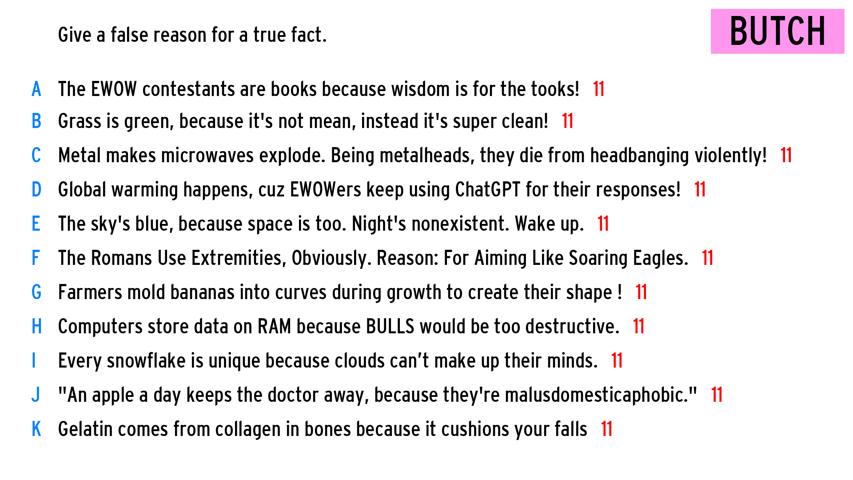 Give a false reason for a true fact.
BUTCH
A The EWOW contestants are books because wisdom is for the tooks! 11
B Grass is green, because it's not mean, instead it's super clean! 11
C Metal makes microwaves explode. Being metalheads, they die from headbanging violently! 11
D Global warming happens, cuz EWOWers keep using ChatGPT for their responses! 11
E The sky's blue, because space is too. Night's nonexistent. Wake up. 11
F The Romans Use Extremities, Obviously. Reason: For Aiming Like Soaring Eagles. 11
G Farmers mold bananas into curves during growth to create their shape ! 11
H Computers store data on RAM because BULLS would be too destructive. 11
I Every snowflake is unique because clouds can’t make up their minds. 11
J "An apple a day keeps the doctor away, because they're malusdomesticaphobic." 11
K Gelatin comes from collagen in bones because it cushions your falls 11